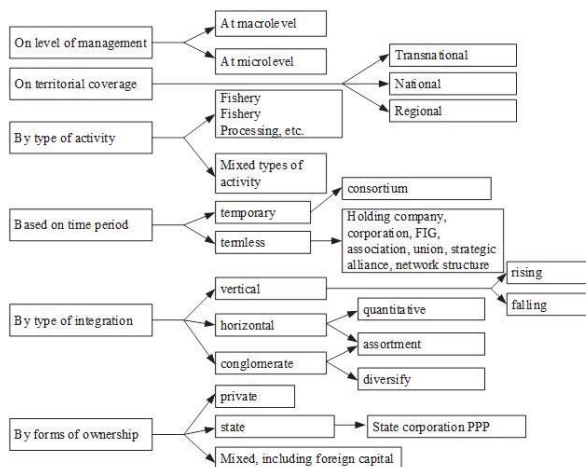 On level of management
At macrolevel
At microlevel
On territorial coverage
Transnational
National
Regional
By type of activity
Fishery
Fishery
Processing, etc.
Mixed types of
activity
Based on time period
temporary
consortium
termless
Holding company,
corporation, FIG,
association, union, strategic
alliance, network structure
By type of integration
vertical
rising
falling
horizontal
quantitative
assortment
conglomerate
diversify
By forms of ownership
private
state
State corporation PPP
Mixed, including foreign capital